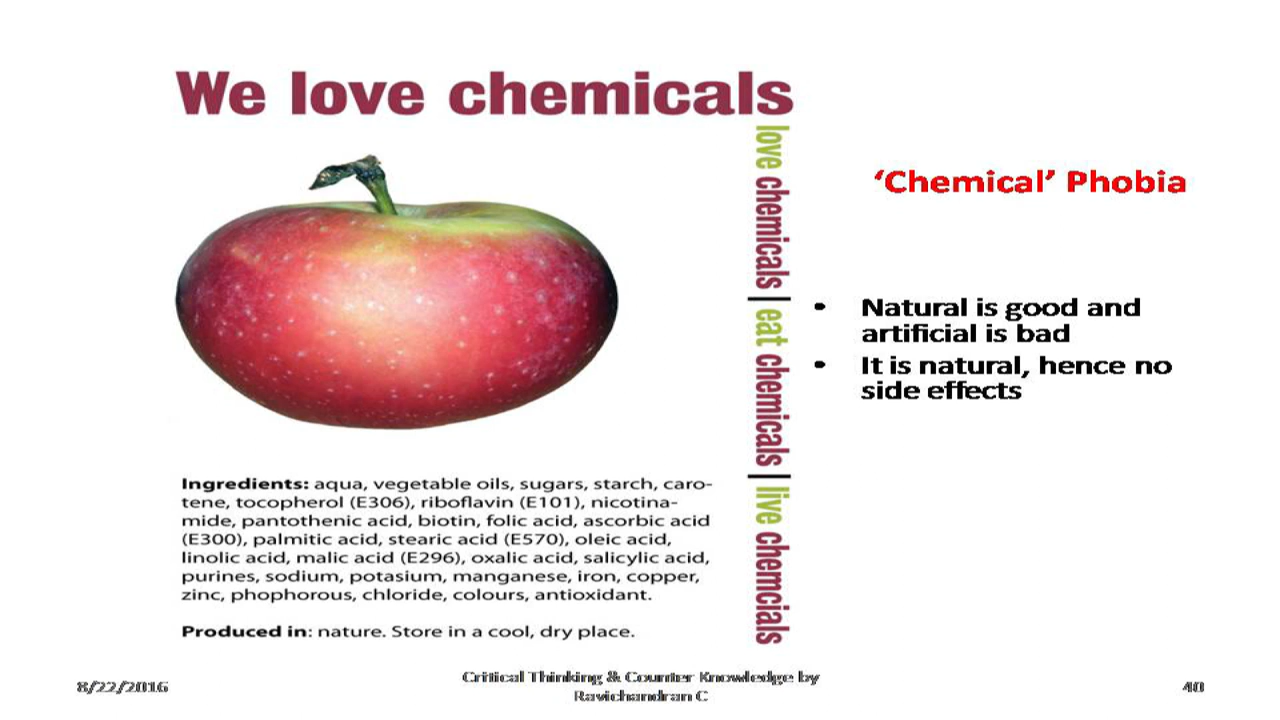 We love chemicals
love chemicals | eat chemicals | live chemcials
‘Chemical’ Phobia
• Natural is good and
artificial is bad
• It is natural, hence no
side effects
Ingredients: aqua, vegetable oils, sugars, starch, caro-
tene, tocopherol (E306), riboflavin (E101), nicotina-
mide, pantothenic acid, biotin, folic acid, ascorbic acid
(E300), palmitic acid, stearic acid (E570), oleic acid,
linolic acid, malic acid (E296), oxalic acid, salicylic acid,
purines, sodium, potasium, manganese, iron, copper,
zinc, phophorous, chloride, colours, antioxidant.
Produced in: nature. Store in a cool, dry place.
8/22/2016
Critical Thinking & Counter Knowledge by
Ravichandran C
40